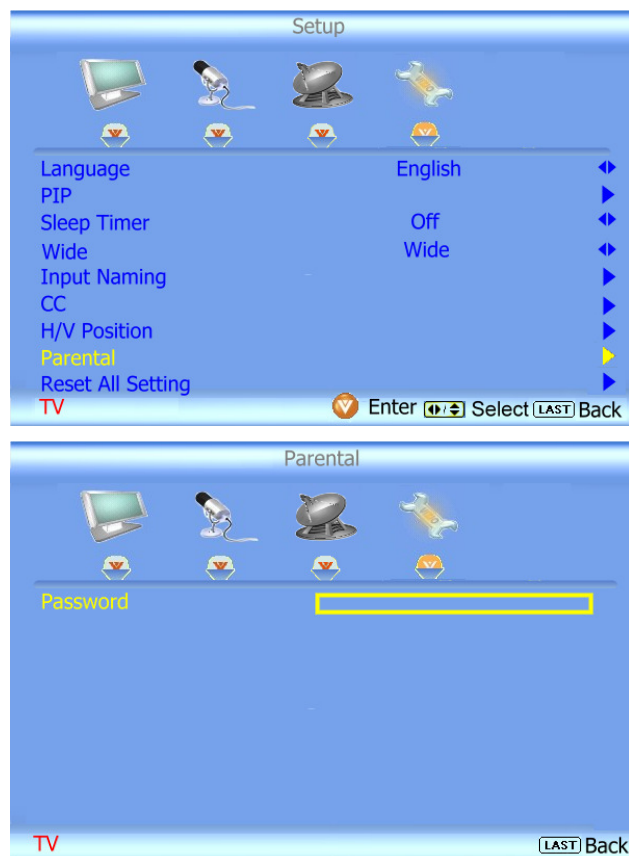 Setup
Language English
PIP
Sleep Timer Off
Wide Wide
Input Naming
CC
H/V Position
Parental
Reset All Setting
TV Enter Select LAST Back
Parental
Password
TV LAST Back